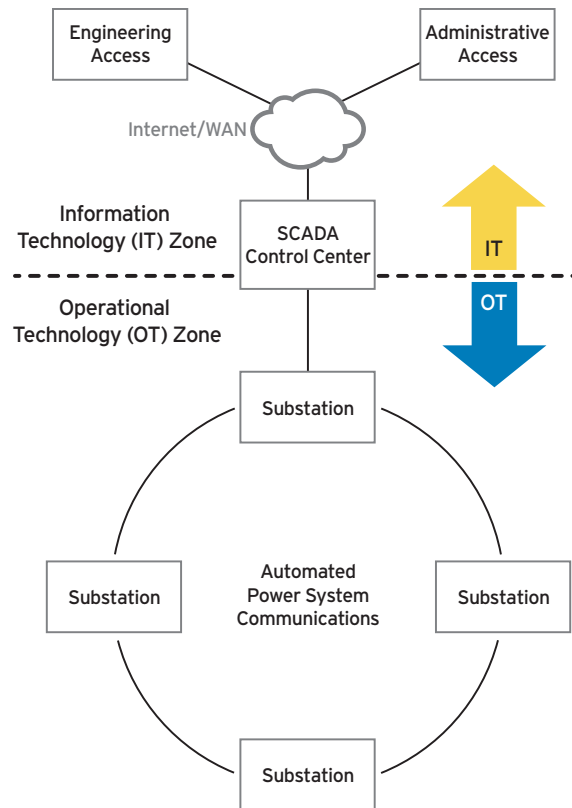 Engineering
Access
Administrative
Access
Internet/WAN
Information
Technology (IT) Zone
SCADA
Control Center
IT
Operational
Technology (OT) Zone
OT
Substation
Substation
Automated
Power System
Communications
Substation
Substation